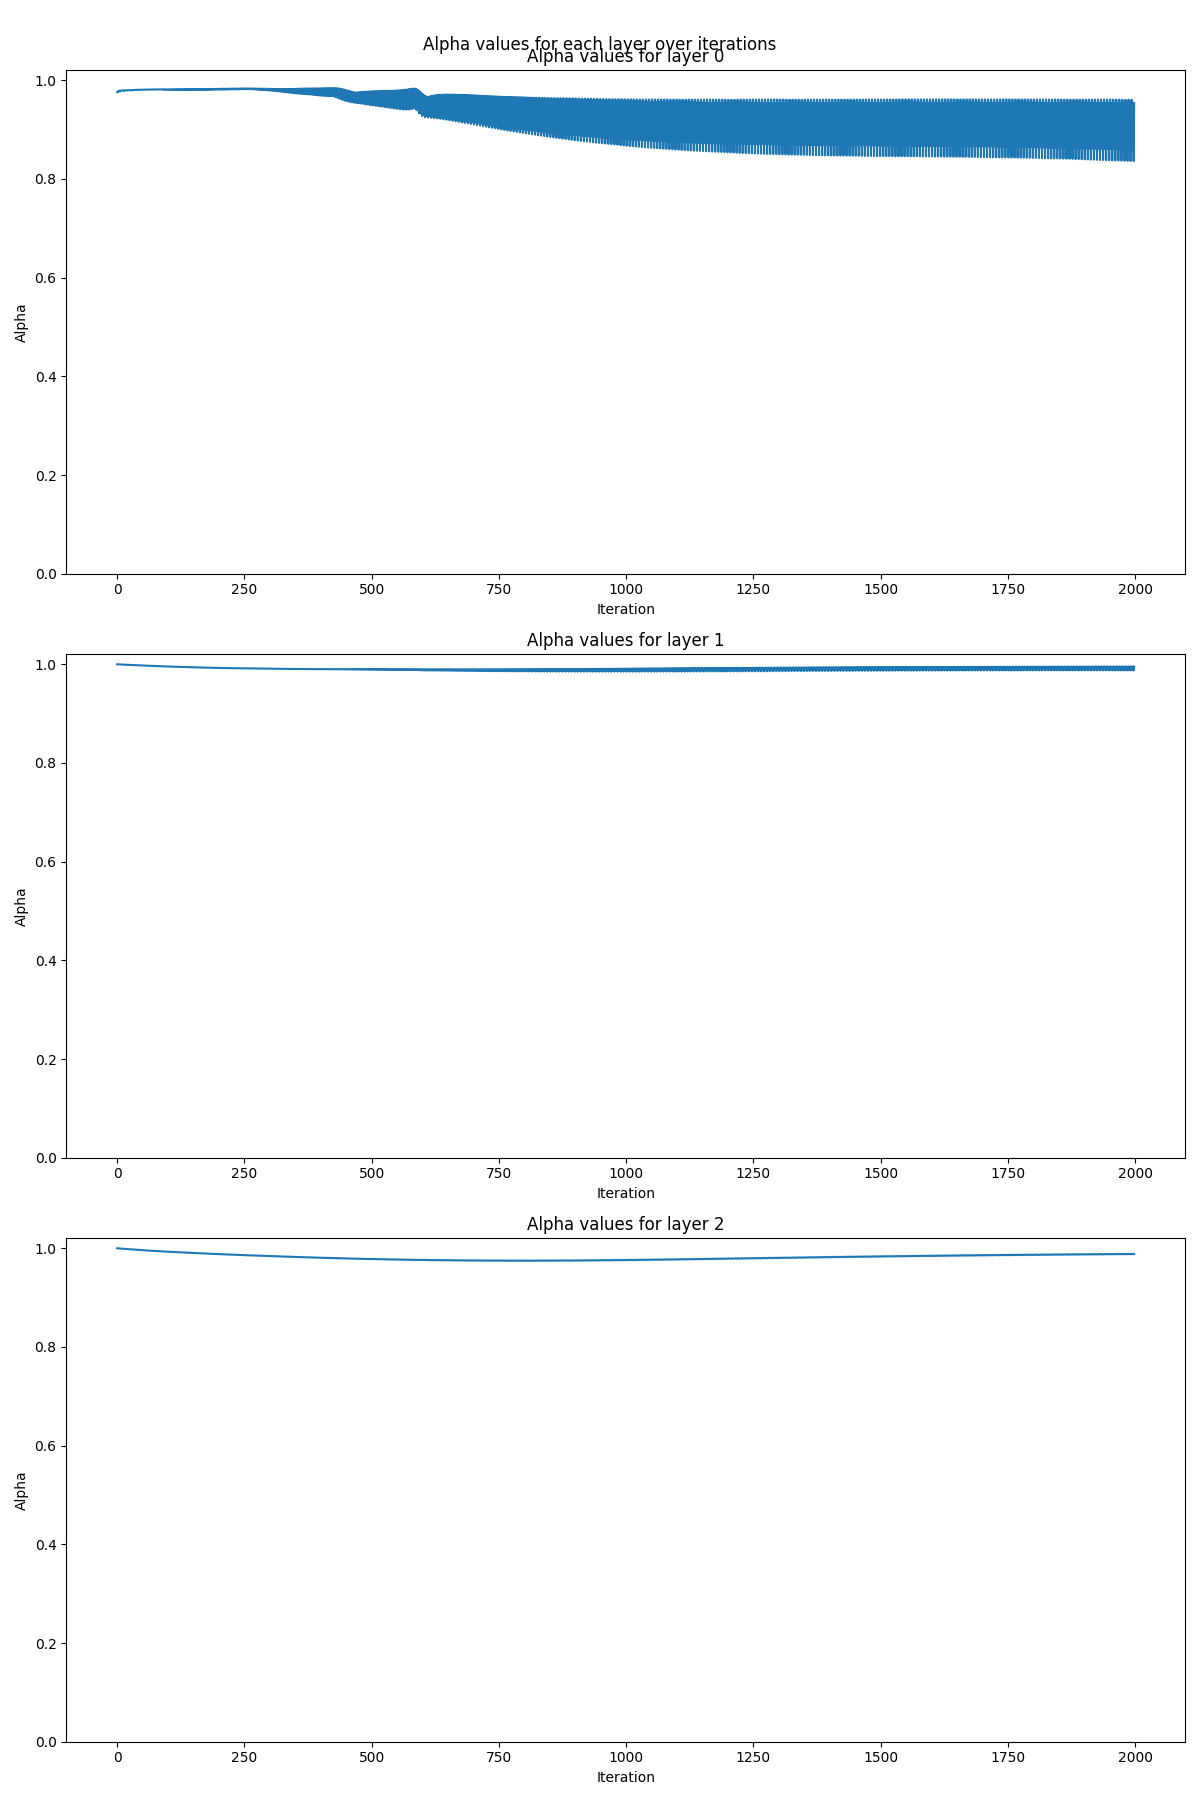 Alpha values for each layer over iterations
Alpha values for layer 0
1.0
0.8
0.6
0.4
0.2
0.0
Alpha
0 250 500 750 1000 1250 1500 1750 2000
Iteration
Alpha values for layer 1
1.0
0.8
0.6
0.4
0.2
0.0
Alpha
0 250 500 750 1000 1250 1500 1750 2000
Iteration
Alpha values for layer 2
1.0
0.8
0.6
0.4
0.2
0.0
Alpha
0 250 500 750 1000 1250 1500 1750 2000
Iteration